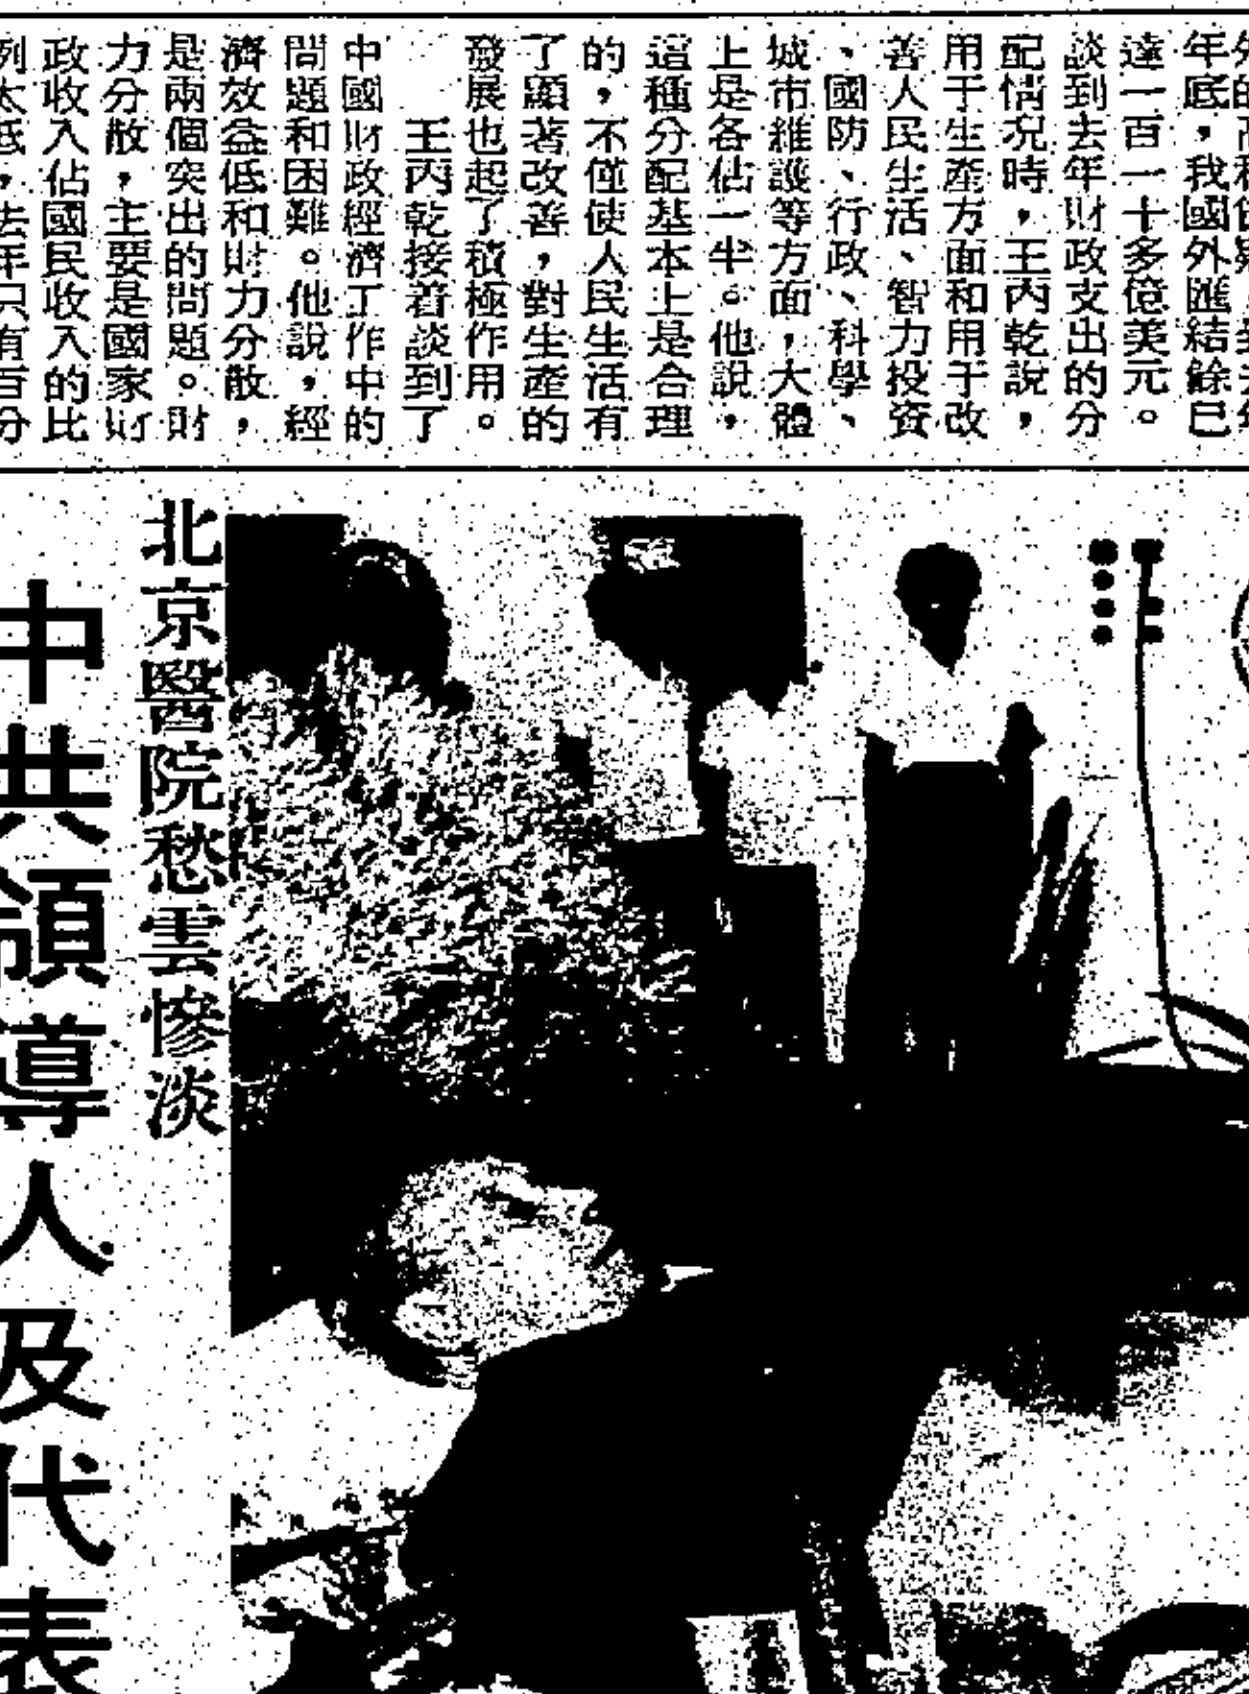 年底，我國外匯結餘已
達一百一十多億美元。
談到去年財政支出的分
配情况時，王丙乾說，
用于生產方面和用于改
善人民生活、智力投資
、國防、行政、科學、
城市維護等方面，大體
上是各佔一半。他說，
這種分配基本上是合理
的，不僅使人民生活有
了顯著改善，對生產的
發展也起了積極作用。
王丙乾接着談到了
中國財政經濟工作中的
問題和困難。他說，經
濟效益低和財力分散，
是兩個突出的問題。財
力分散，主要是國家財
政收入佔國民收入的比
例太低，去年只有百分
北京醫院愁雲慘淡
中共領導人及代表